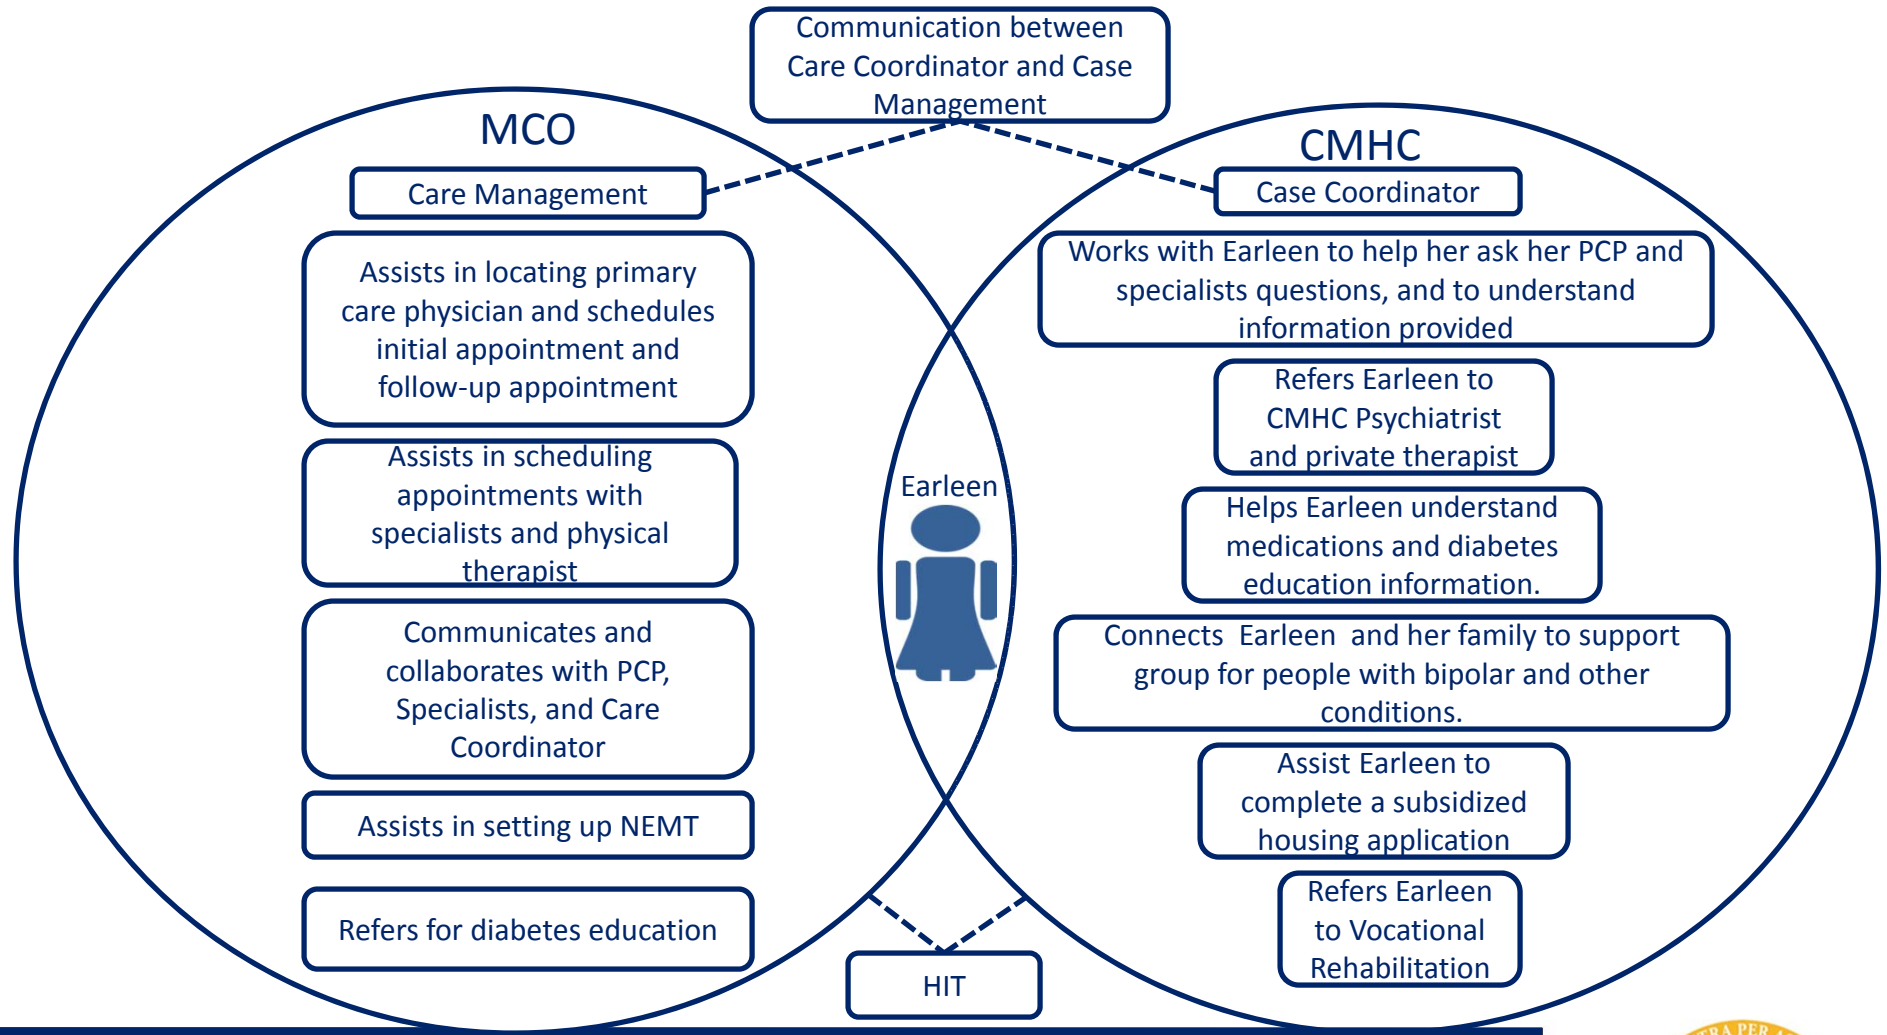 Communication between
Care Coordinator and Case
Management
MCO
Care Management
Assists in locating primary
care physician and schedules
initial appointment and
follow-up appointment
Assists in scheduling
appointments with
specialists and physical
therapist
Communicates and
collaborates with PCP,
Specialists, and Care
Coordinator
Assists in setting up NEMT
Refers for diabetes education
Earleen
HIT
CMHC
Case Coordinator
Works with Earleen to help her ask her PCP and
specialists questions, and to understand
information provided
Refers Earleen to
CMHC Psychiatrist
and private therapist
Helps Earleen understand
medications and diabetes
education information.
Connects Earleen and her family to support
group for people with bipolar and other
conditions.
Assist Earleen to
complete a subsidized
housing application
Refers Earleen
to Vocational
Rehabilitation